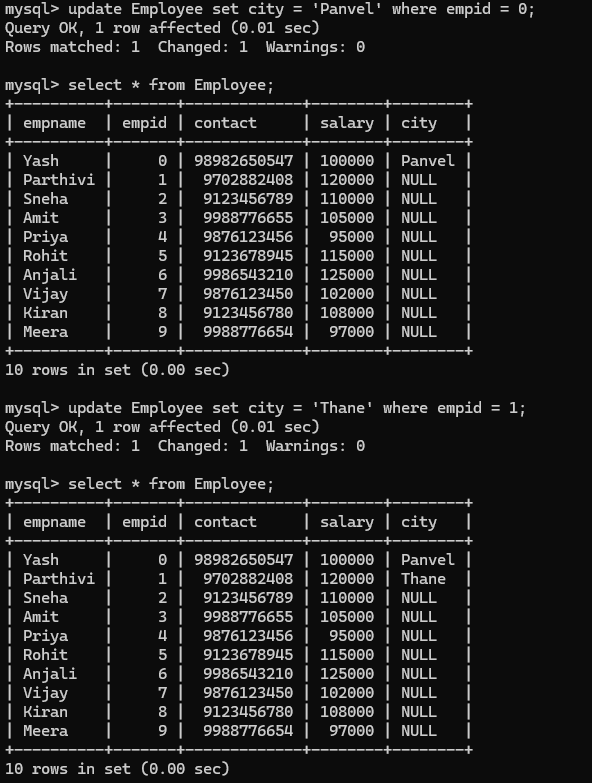 mysql> update Employee set city = 'Panvel' where empid = 0;
Query OK, 1 row affected (0.01 sec)
Rows matched: 1  Changed: 1  Warnings: 0

mysql> select * from Employee;
+----------+-------+-------------+--------+--------+
| empname  | empid | contact     | salary | city   |
+----------+-------+-------------+--------+--------+
| Yash     |     0 | 98982650547 | 100000 | Panvel |
| Parthivi |     1 |  9702882408 | 120000 | NULL   |
| Sneha    |     2 |  9123456789 | 110000 | NULL   |
| Amit     |     3 |  9988776655 | 105000 | NULL   |
| Priya    |     4 |  9876123456 |  95000 | NULL   |
| Rohit    |     5 |  9123678945 | 115000 | NULL   |
| Anjali   |     6 |  9986543210 | 125000 | NULL   |
| Vijay    |     7 |  9876123450 | 102000 | NULL   |
| Kiran    |     8 |  9123456780 | 108000 | NULL   |
| Meera    |     9 |  9988776654 |  97000 | NULL   |
+----------+-------+-------------+--------+--------+
10 rows in set (0.00 sec)

mysql> update Employee set city = 'Thane' where empid = 1;
Query OK, 1 row affected (0.01 sec)
Rows matched: 1  Changed: 1  Warnings: 0

mysql> select * from Employee;
+----------+-------+-------------+--------+--------+
| empname  | empid | contact     | salary | city   |
+----------+-------+-------------+--------+--------+
| Yash     |     0 | 98982650547 | 100000 | Panvel |
| Parthivi |     1 |  9702882408 | 120000 | Thane  |
| Sneha    |     2 |  9123456789 | 110000 | NULL   |
| Amit     |     3 |  9988776655 | 105000 | NULL   |
| Priya    |     4 |  9876123456 |  95000 | NULL   |
| Rohit    |     5 |  9123678945 | 115000 | NULL   |
| Anjali   |     6 |  9986543210 | 125000 | NULL   |
| Vijay    |     7 |  9876123450 | 102000 | NULL   |
| Kiran    |     8 |  9123456780 | 108000 | NULL   |
| Meera    |     9 |  9988776654 |  97000 | NULL   |
+----------+-------+-------------+--------+--------+
10 rows in set (0.00 sec)